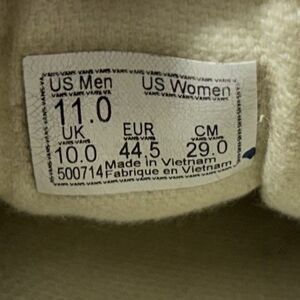 US Men US Women
11.0
UK EUR CM
10.0 44.5 29.0
500714 Made in Vietnam
Fabrique en Vietnam